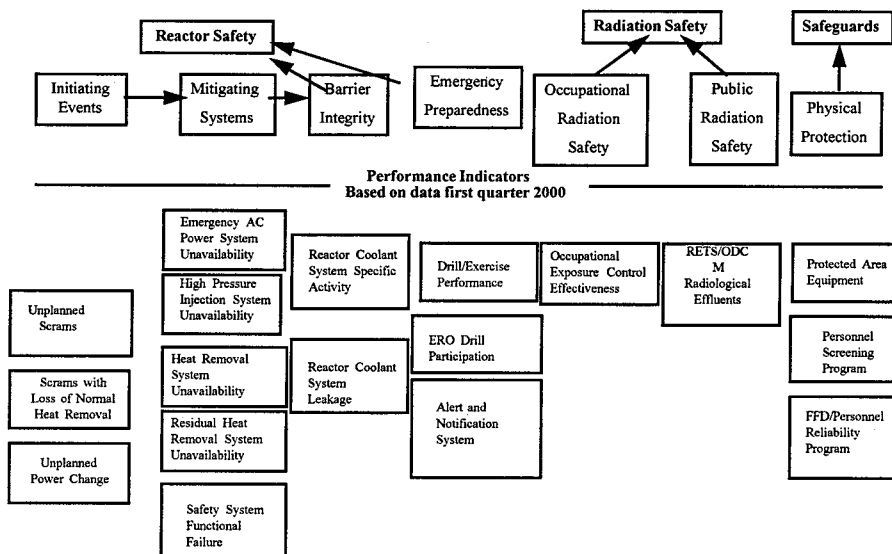 Reactor Safety
Radiation Safety
Safeguards
Initiating
Events
Mitigating
Systems
Barrier
Integrity
Emergency
Preparedness
Occupational
Radiation
Safety
Public
Radiation
Safety
Physical
Protection
Performance Indicators
Based on data first quarter 2000
Unplanned
Scrams
Scrams with
Loss of Normal
Heat Removal
Unplanned
Power Change
Emergency AC
Power System
Unavailability
High Pressure
Injection System
Unavailability
Heat Removal
System
Unavailability
Residual Heat
Removal System
Unavailability
Safety System
Functional
Failure
Reactor Coolant
System Specific
Activity
Reactor Coolant
System
Leakage
Drill/Exercise
Performance
ERO Drill
Participation
Alert and
Notification
System
Occupational
Exposure Control
Effectiveness
RETS/ODC
M
Radiological
Effluents
Protected Area
Equipment
Personnel
Screening
Program
FFD/Personnel
Reliability
Program